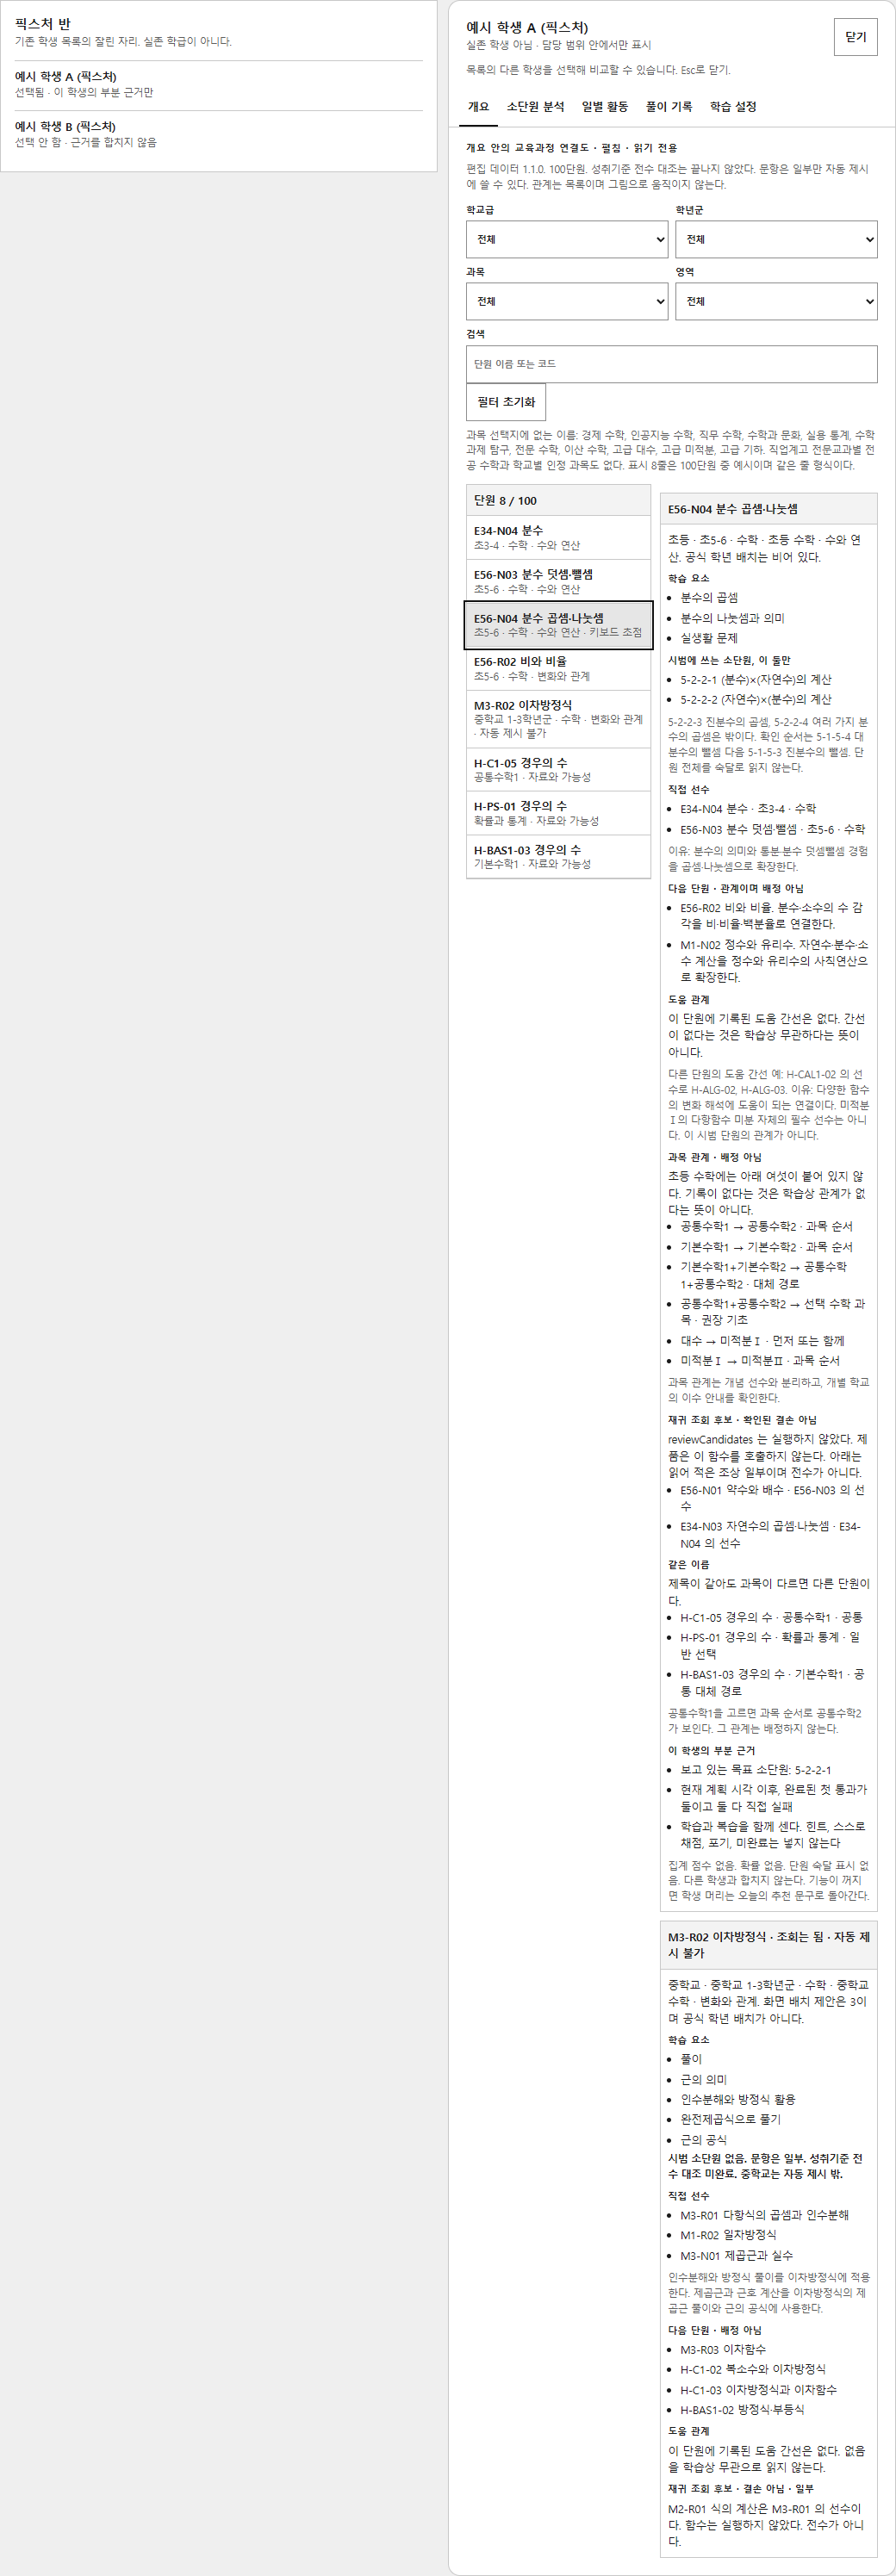 픽스처 반
기존 학생 목록의 잘린 자리. 실존 학급이 아니다.
예시 학생 A (픽스처)
선택됨 · 이 학생의 부분 근거만
예시 학생 B (픽스처)
선택 안 함 · 근거를 합치지 않음
예시 학생 A (픽스처)
실존 학생 아님 · 담당 범위 안에서만 표시
목록의 다른 학생을 선택해 비교할 수 있습니다. Esc로 닫기.
닫기
개요 소단원 분석 일별 활동 풀이 기록 학습 설정
개요 안의 교육과정 연결도 · 펼침 · 읽기 전용
편집 데이터 1.1.0. 100단원. 성취기준 전수 대조는 끝나지 않았다. 문항은 일부만 자동 제시
에 쓸 수 있다. 관계는 목록이며 그림으로 움직이지 않는다.
학교급 학년군
전체 전체
과목 영역
전체 전체
검색
단원 이름 또는 코드
필터 초기화
과목 선택지에 없는 이름: 경제 수학, 인공지능 수학, 직무 수학, 수학과 문화, 실용 통계, 수학
과제 탐구, 전문 수학, 이산 수학, 고급 대수, 고급 미적분, 고급 기하. 직업계고 전문교과별 전
공 수학과 학교별 인정 과목도 없다. 표시 8줄은 100단원 중 예시이며 같은 줄 형식이다.
단원 8 / 100
E34-N04 분수
초3-4 · 수학 · 수와 연산
E56-N03 분수 덧셈·뺄셈
초5-6 · 수학 · 수와 연산
E56-N04 분수 곱셈·나눗셈
초5-6 · 수학 · 수와 연산 · 키보드 초점
E56-R02 비와 비율
초5-6 · 수학 · 변화와 관계
M3-R02 이차방정식
중학교 1-3학년군 · 수학 · 변화와 관계
· 자동 제시 불가
H-C1-05 경우의 수
공통수학1 · 자료와 가능성
H-PS-01 경우의 수
확률과 통계 · 자료와 가능성
H-BAS1-03 경우의 수
기본수학1 · 자료와 가능성
E56-N04 분수 곱셈·나눗셈
초등 · 초5-6 · 수학 · 초등 수학 · 수와 연
산. 공식 학년 배치는 비어 있다.
학습 요소
• 분수의 곱셈
• 분수의 나눗셈과 의미
• 실생활 문제
시범에 쓰는 소단원, 이 둘만
• 5-2-2-1 (분수)×(자연수)의 계산
• 5-2-2-2 (자연수)×(분수)의 계산
5-2-2-3 진분수의 곱셈, 5-2-2-4 여러 가지 분
수의 곱셈은 밖이다. 확인 순서는 5-1-5-4 대
분수의 뺄셈 다음 5-1-5-3 진분수의 뺄셈. 단
원 전체를 숙달로 읽지 않는다.
직접 선수
• E34-N04 분수 · 초3-4 · 수학
• E56-N03 분수 덧셈·뺄셈 · 초5-6 · 수학
이유: 분수의 의미와 통분·분수 덧셈뺄셈 경험
을 곱셈·나눗셈으로 확장한다.
다음 단원 · 관계이며 배정 아님
• E56-R02 비와 비율. 분수·소수의 수 감
각을 비·비율·백분율로 연결한다.
• M1-N02 정수와 유리수. 자연수·분수·소
수 계산을 정수와 유리수의 사칙연산으
로 확장한다.
도움 관계
이 단원에 기록된 도움 간선은 없다. 간선
이 없다는 것은 학습상 무관하다는 뜻이
아니다.
다른 단원의 도움 간선 예: H-CAL1-02 의 선
수로 H-ALG-02, H-ALG-03. 이유: 다양한 함수
의 변화 해석에 도움이 되는 연결이다. 미적분
Ⅰ의 다항함수 미분 자체의 필수 선수는 아니
다. 이 시범 단원의 관계가 아니다.
과목 관계 · 배정 아님
초등 수학에는 아래 여섯이 붙어 있지 않
다. 기록이 없다는 것은 학습상 관계가 없
다는 뜻이 아니다.
• 공통수학1 → 공통수학2 · 과목 순서
• 기본수학1 → 기본수학2 · 과목 순서
• 기본수학1+기본수학2 → 공통수학
1+공통수학2 · 대체 경로
• 공통수학1+공통수학2 → 선택 수학 과
목 · 권장 기초
• 대수 → 미적분Ⅰ · 먼저 또는 함께
• 미적분Ⅰ → 미적분Ⅱ · 과목 순서
과목 관계는 개념 선수와 분리하고, 개별 학교
의 이수 안내를 확인한다.
재귀 조회 후보 · 확인된 결손 아님
reviewCandidates 는 실행하지 않았다. 제
품은 이 함수를 호출하지 않는다. 아래는
읽어 적은 조상 일부이며 전수가 아니다.
• E56-N01 약수와 배수 · E56-N03 의 선
수
• E34-N03 자연수의 곱셈·나눗셈 · E34-
N04 의 선수
같은 이름
제목이 같아도 과목이 다르면 다른 단원이
다.
• H-C1-05 경우의 수 · 공통수학1 · 공통
• H-PS-01 경우의 수 · 확률과 통계 · 일
반 선택
• H-BAS1-03 경우의 수 · 기본수학1 · 공
통 대체 경로
공통수학1을 고르면 과목 순서로 공통수학2
가 보인다. 그 관계는 배정하지 않는다.
이 학생의 부분 근거
• 보고 있는 목표 소단원: 5-2-2-1
• 현재 계획 시각 이후, 완료된 첫 통과가
둘이고 둘 다 직접 실패
• 학습과 복습을 함께 센다. 힌트, 스스로
채점, 포기, 미완료는 넣지 않는다
집계 점수 없음. 확률 없음. 단원 숙달 표시 없
음. 다른 학생과 합치지 않는다. 기능이 꺼지
면 학생 머리는 오늘의 추천 문구로 돌아간다.
M3-R02 이차방정식 · 조회는 됨 · 자동 제
시 불가
중학교 · 중학교 1-3학년군 · 수학 · 중학교
수학 · 변화와 관계. 화면 배치 제안은 3이
며 공식 학년 배치가 아니다.
학습 요소
• 풀이
• 근의 의미
• 인수분해와 방정식 활용
• 완전제곱식으로 풀기
• 근의 공식
시범 소단원 없음. 문항은 일부. 성취기준 전
수 대조 미완료. 중학교는 자동 제시 밖.
직접 선수
• M3-R01 다항식의 곱셈과 인수분해
• M1-R02 일차방정식
• M3-N01 제곱근과 실수
인수분해와 방정식 풀이를 이차방정식에 적용
한다. 제곱근과 근호 계산을 이차방정식의 제
곱근 풀이와 근의 공식에 사용한다.
다음 단원 · 배정 아님
• M3-R03 이차함수
• H-C1-02 복소수와 이차방정식
• H-C1-03 이차방정식과 이차함수
• H-BAS1-02 방정식·부등식
도움 관계
이 단원에 기록된 도움 간선은 없다. 없음
을 학습상 무관으로 읽지 않는다.
재귀 조회 후보 · 결손 아님 · 일부
M2-R01 식의 계산은 M3-R01 의 선수이
다. 함수는 실행하지 않았다. 전수가 아니
다.